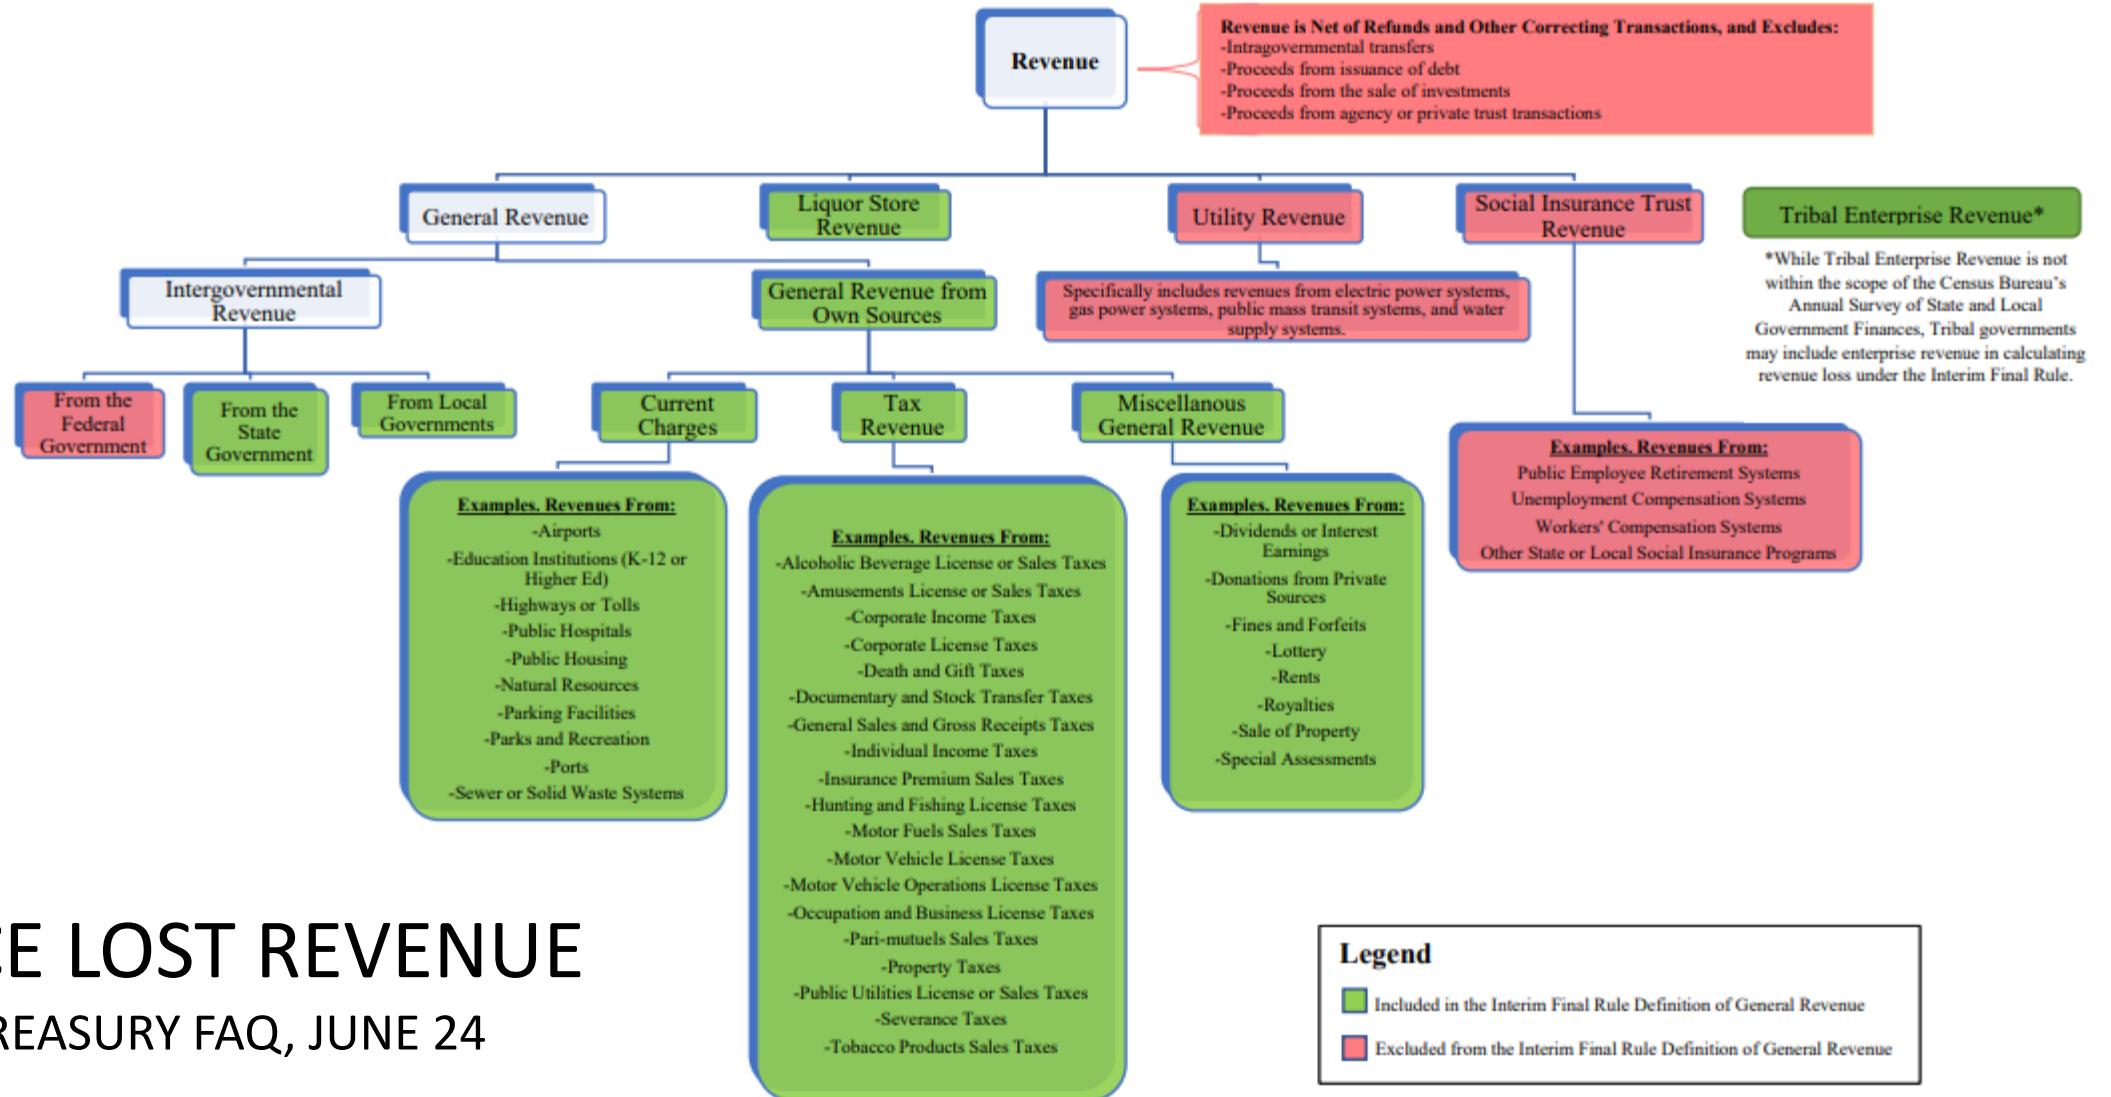 Revenue
Revenue is Net of Refunds and Other Correcting Transactions, and Excludes:
-Intragovernmental transfers
-Proceeds from issuance of debt
-Proceeds from the sale of investments
-Proceeds from agency or private trust transactions
General Revenue
Liquor Store
Revenue
Utility Revenue
Social Insurance Trust
Revenue
Tribal Enterprise Revenue*
*While Tribal Enterprise Revenue is not
within the scope of the Census Bureau's
Annual Survey of State and Local
Government Finances, Tribal governments
may include enterprise revenue in calculating
revenue loss under the Interim Final Rule.
Intergovernmental
Revenue
General Revenue from
Own Sources
Specifically includes revenues from electric power systems,
gas power systems, public mass transit systems, and water
supply systems.
From the
Federal
Government
From the
State
Government
From Local
Governments
Current
Charges
Tax
Revenue
Miscellanous
General Revenue
Examples. Revenues From:
-Airports
-Education Institutions (K-12 or
Higher Ed)
-Highways or Tolls
-Public Hospitals
-Public Housing
-Natural Resources
-Parking Facilities
-Parks and Recreation
-Ports
-Sewer or Solid Waste Systems
Examples. Revenues From:
-Alcoholic Beverage License or Sales Taxes
-Amusements License or Sales Taxes
-Corporate Income Taxes
-Corporate License Taxes
-Death and Gift Taxes
-Documentary and Stock Transfer Taxes
-General Sales and Gross Receipts Taxes
-Individual Income Taxes
-Insurance Premium Sales Taxes
-Hunting and Fishing License Taxes
-Motor Fuels Sales Taxes
-Motor Vehicle License Taxes
-Motor Vehicle Operations License Taxes
-Occupation and Business License Taxes
-Pari-mutuels Sales Taxes
-Property Taxes
-Public Utilities License or Sales Taxes
-Severance Taxes
-Tobacco Products Sales Taxes
Examples. Revenues From:
-Dividends or Interest
Earnings
-Donations from Private
Sources
-Fines and Forfeits
-Lottery
-Rents
-Royalties
-Sale of Property
-Special Assessments
Examples. Revenues From:
Public Employee Retirement Systems
Unemployment Compensation Systems
Workers' Compensation Systems
Other State or Local Social Insurance Programs
E LOST REVENUE
REASURY FAQ, JUNE 24
Legend
Included in the Interim Final Rule Definition of General Revenue
Excluded from the Interim Final Rule Definition of General Revenue